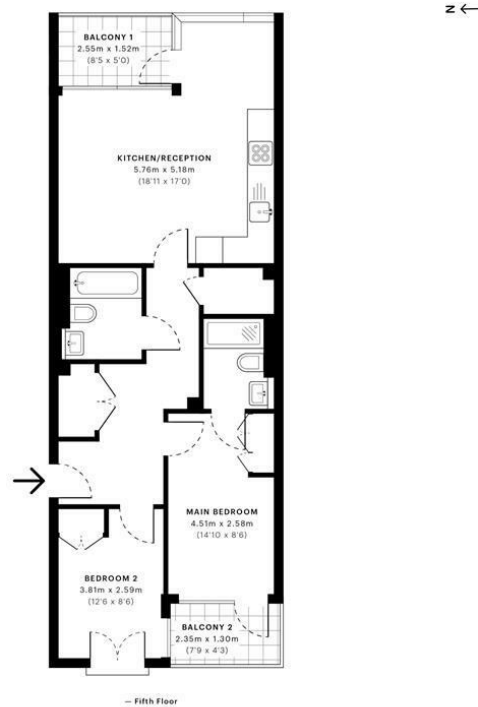 N
BALCONY 1
2.55m x 1.52m
(8'5 x 5'0)
KITCHEN/RECEPTION
5.76m x 5.18m
(18'11 x 17'0)
MAIN BEDROOM
4.51m x 2.58m
(14'10 x 8'6)
BEDROOM 2
3.81m x 2.59m
(12'6 x 8'6)
BALCONY 2
2.35m x 1.30m
(7'9 x 4'3)
— Fifth Floor